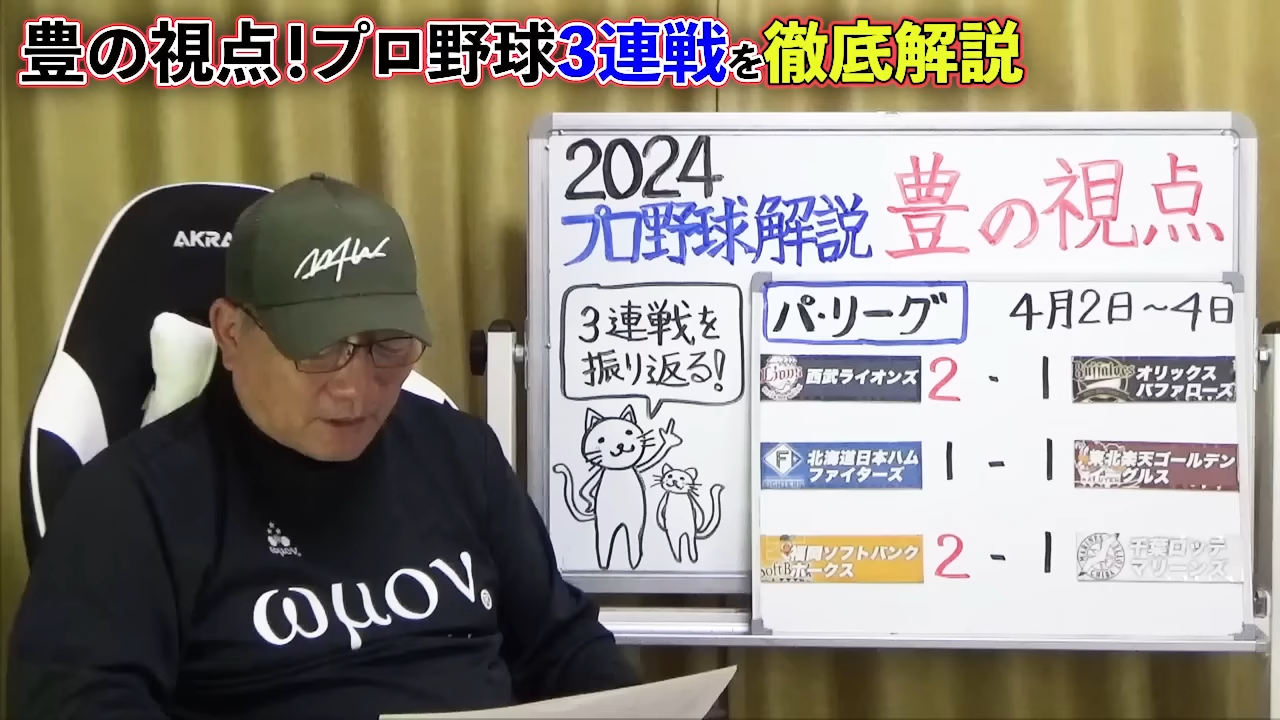 豊の視点!プロ野球3連戦を徹底解説
AKRA
2024
プロ野球解説 豊の視点
3連戦を
振り返る!
パ・リーグ 4月2日～4日
Lions 西武ライオンズ 2 - 1 Buffaloes オリックス
バファローズ
F 北海道日本ハム
ファイターズ 1 - 1 東北楽天ゴールデン
グルス
福岡ソフトバンク
ホークス 2 - 1 千葉ロッテ
マリーンズ
ωμον®